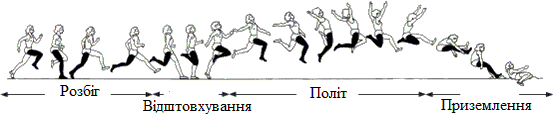 Розбіг
Відштовхування
Політ
Приземлення